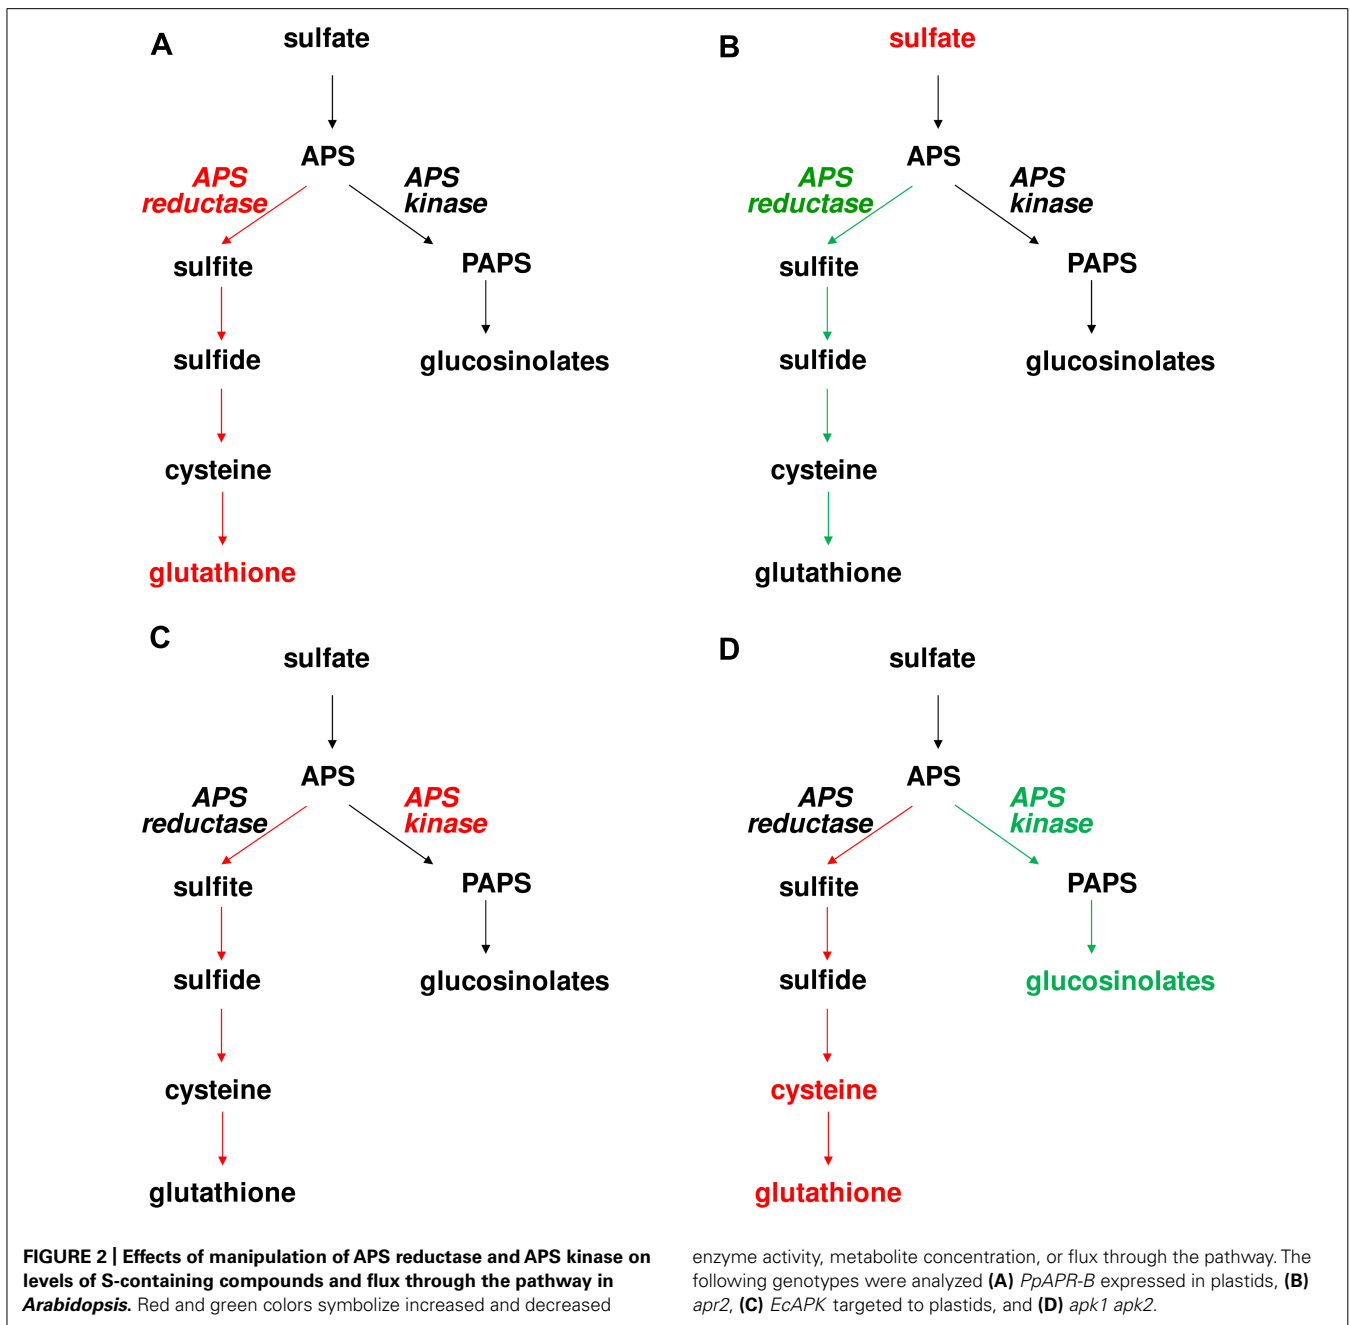 A
sulfate
APS
APS
reductase
APS
kinase
sulfite
PAPS
sulfide
glucosinolates
cysteine
glutathione
B
sulfate
APS
APS
reductase
APS
kinase
sulfite
PAPS
sulfide
glucosinolates
cysteine
glutathione
C
sulfate
APS
APS
reductase
APS
kinase
sulfite
PAPS
sulfide
glucosinolates
cysteine
glutathione
D
sulfate
APS
APS
reductase
APS
kinase
sulfite
PAPS
sulfide
glucosinolates
cysteine
glutathione
FIGURE 2 | Effects of manipulation of APS reductase and APS kinase on
levels of S-containing compounds and flux through the pathway in
Arabidopsis. Red and green colors symbolize increased and decreased
enzyme activity, metabolite concentration, or flux through the pathway. The
following genotypes were analyzed (A) PpAPR-B expressed in plastids, (B)
apr2, (C) EcAPK targeted to plastids, and (D) apk1 apk2.